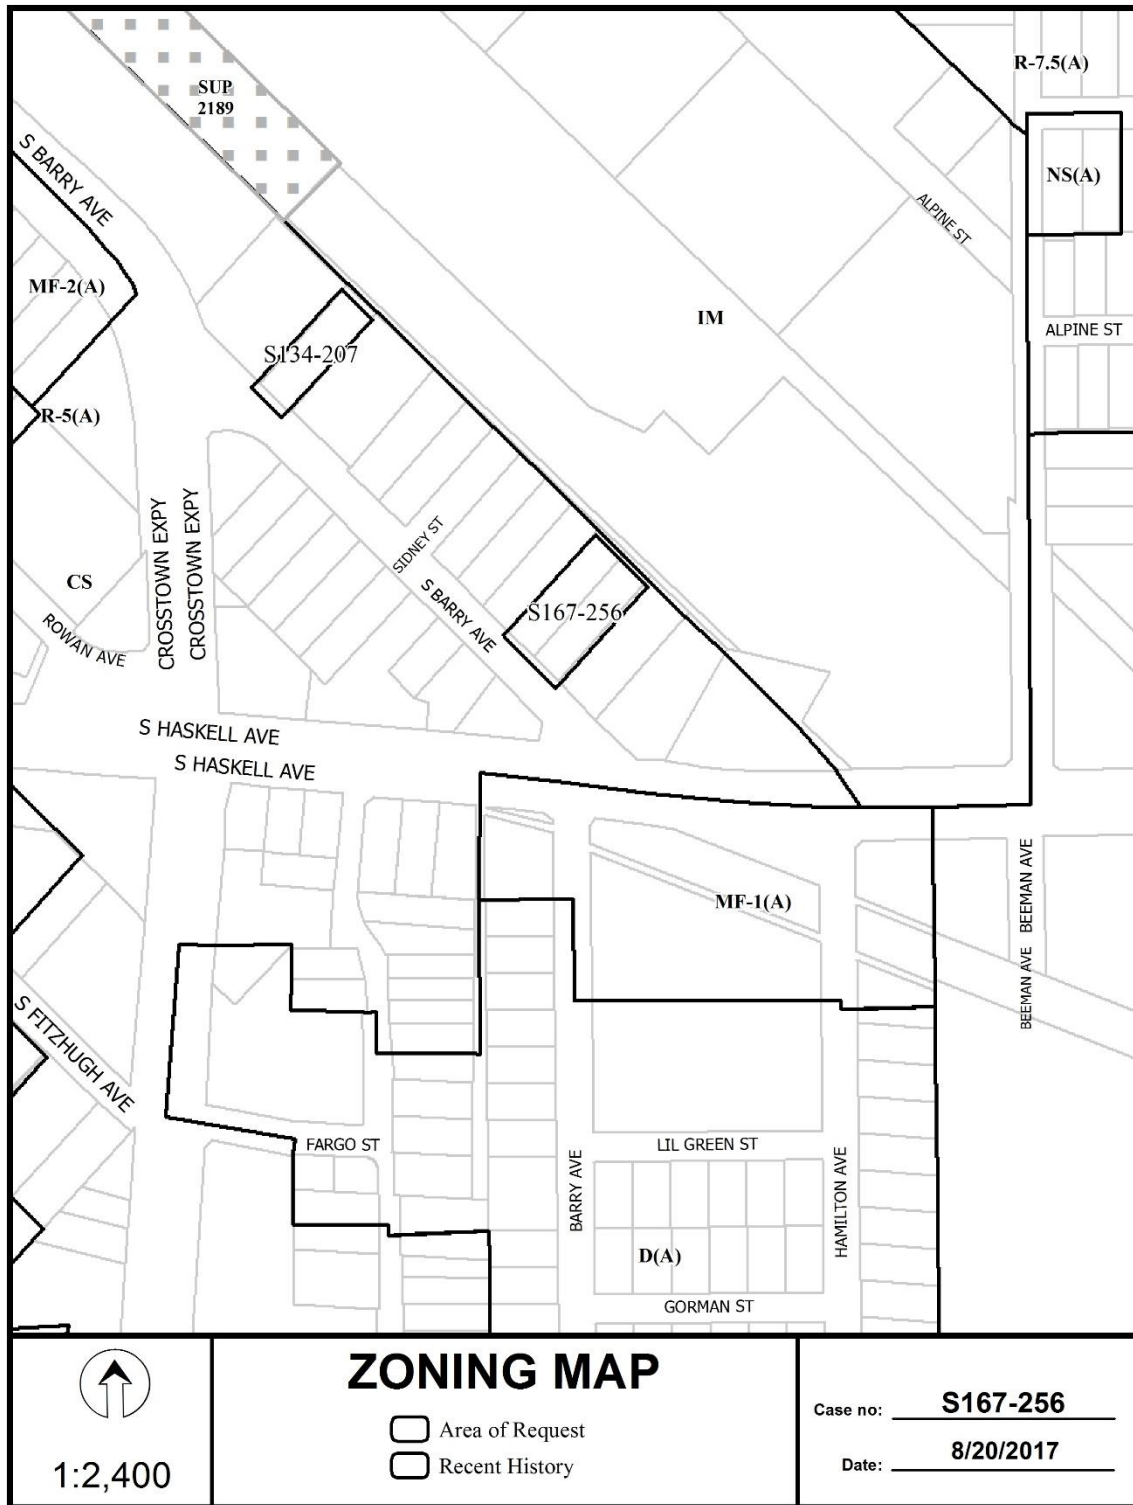 SUP
2189
R-7.5(A)
S BARRY AVE
NS(A)
ALPINE ST
MF-2(A)
IM
ALPINE ST
S134-207
R-5(A)
CROSSTOWN EXPY
CROSSTOWN EXPY
SIDNEY ST
CS
S BARRY AVE
S167-256
ROWAN AVE
S HASKELL AVE
S HASKELL AVE
MF-1(A)
BEEMAN AVE
BEEMAN AVE
S FITZHUGH AVE
FARGO ST
LIL GREEN ST
BARRY AVE
HAMILTON AVE
D(A)
GORMAN ST
1:2,400
ZONING MAP
Area of Request
Recent History
Case no: S167-256
Date: 8/20/2017